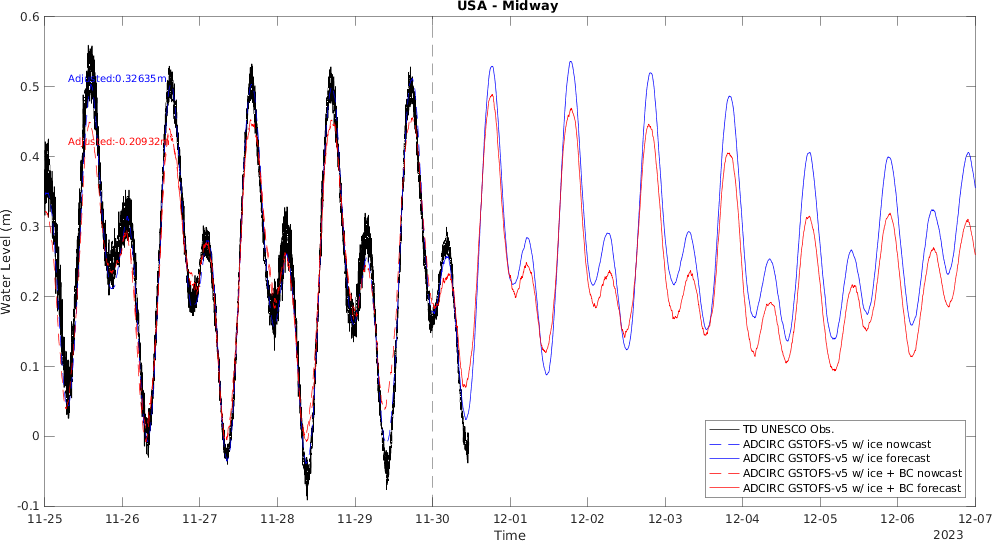 USA - Midway
0.6
0.5
0.4
0.3
0.2
0.1
0
-0.1
Water Level (m)
Adjusted:0.32635m
Adjusted:-0.20932m
TD UNESCO Obs.
ADCIRC GSTOFS-v5 w/ ice nowcast
ADCIRC GSTOFS-v5 w/ ice forecast
ADCIRC GSTOFS-v5 w/ ice + BC nowcast
ADCIRC GSTOFS-v5 w/ ice + BC forecast
11-25 11-26 11-27 11-28 11-29 11-30 12-01 12-02 12-03 12-04 12-05 12-06 12-07
Time
2023